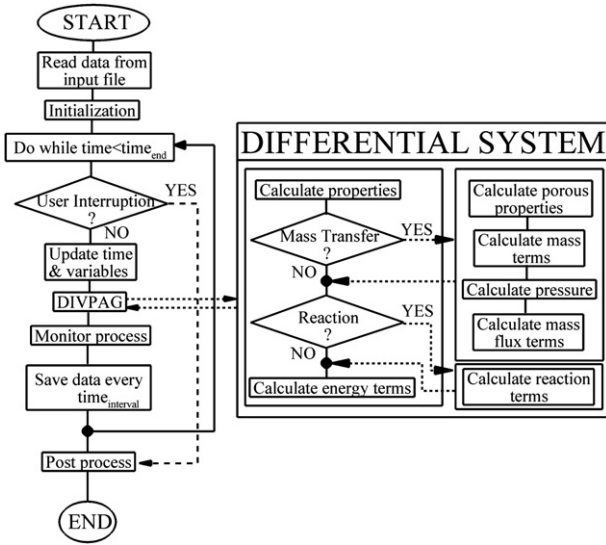 START
Read data from
input file
Initialization
Do while time<time_end
User Interruption
?
YES
NO
Update time
& variables
DIVPAG
Monitor process
Save data every
time_interval
Post process
END
DIFFERENTIAL SYSTEM
Calculate properties
Mass Transfer
?
YES
NO
Reaction
?
YES
NO
Calculate energy terms
Calculate porous
properties
Calculate mass
terms
Calculate pressure
Calculate mass
flux terms
Calculate reaction
terms